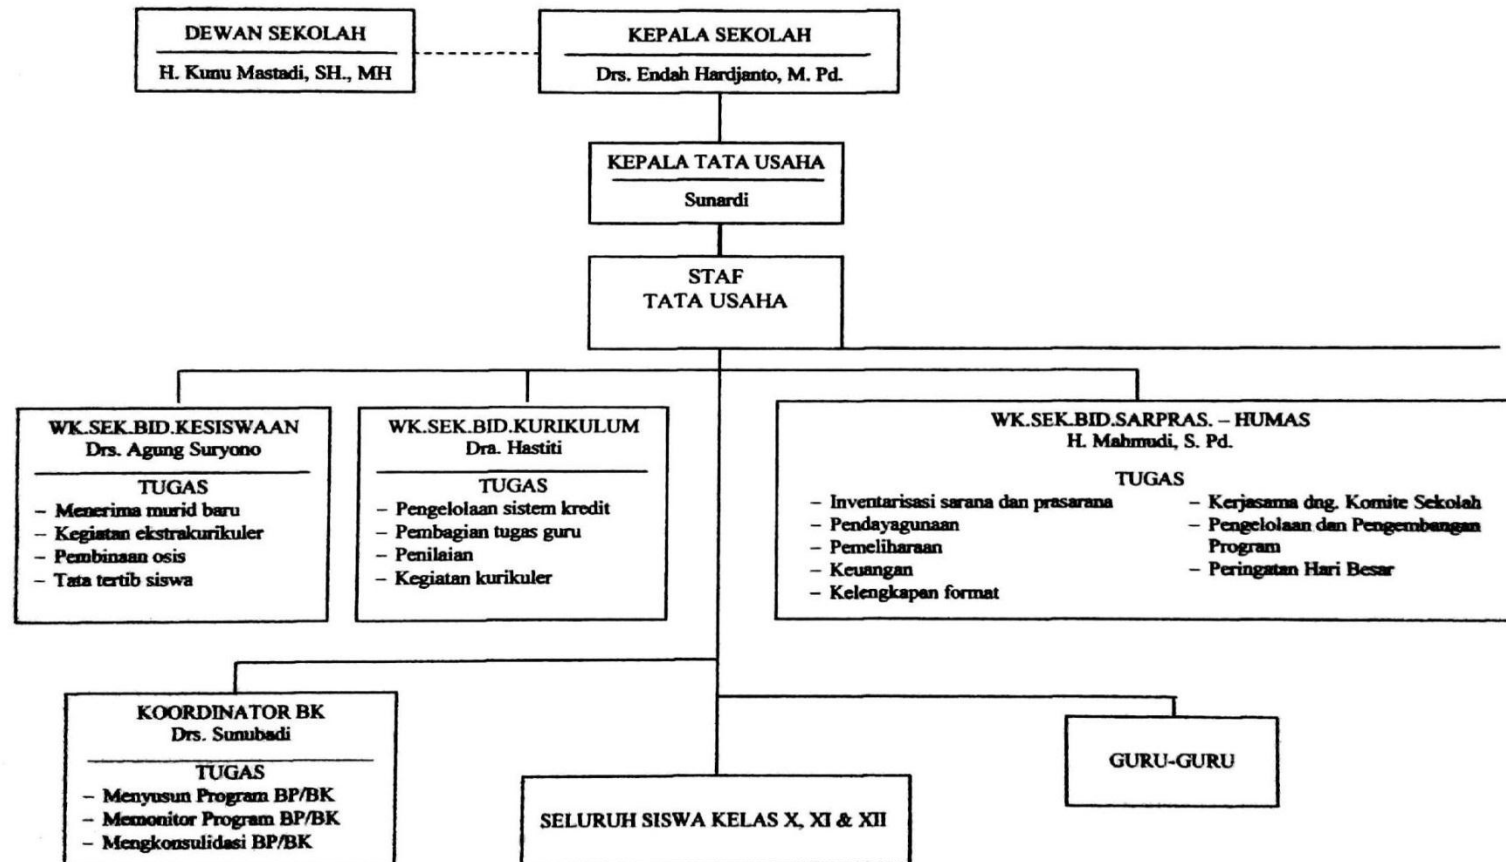 DEWAN SEKOLAH
H. Kunu Mastadi, SH., MH
KEPALA SEKOLAH
Drs. Endah Hardjanto, M. Pd.
KEPALA TATA USAHA
Sunardi
STAF
TATA USAHA
WK.SEK.BID.KESISWAAN
Drs. Agung Suryono
TUGAS
– Menerima murid baru
– Kegiatan ekstrakurikuler
– Pembinaan osis
– Tata tertib siswa
WK.SEK.BID.KURIKULUM
Dra. Hastiti
TUGAS
– Pengelolaan sistem kredit
– Pembagian tugas guru
– Penilaian
– Kegiatan kurikuler
WK.SEK.BID.SARPRAS. – HUMAS
H. Mahmudi, S. Pd.
TUGAS
– Inventarisasi sarana dan prasarana
– Pendayagunaan
– Pemeliharaan
– Keuangan
– Kelengkapan format
– Kerjasama dng. Komite Sekolah
– Pengelolaan dan Pengembangan
Program
– Peringatan Hari Besar
KOORDINATOR BK
Drs. Sunubadi
TUGAS
– Menyusun Program BP/BK
– Memonitor Program BP/BK
– Mengkonsulidasi BP/BK
SELURUH SISWA KELAS X, XI & XII
GURU-GURU